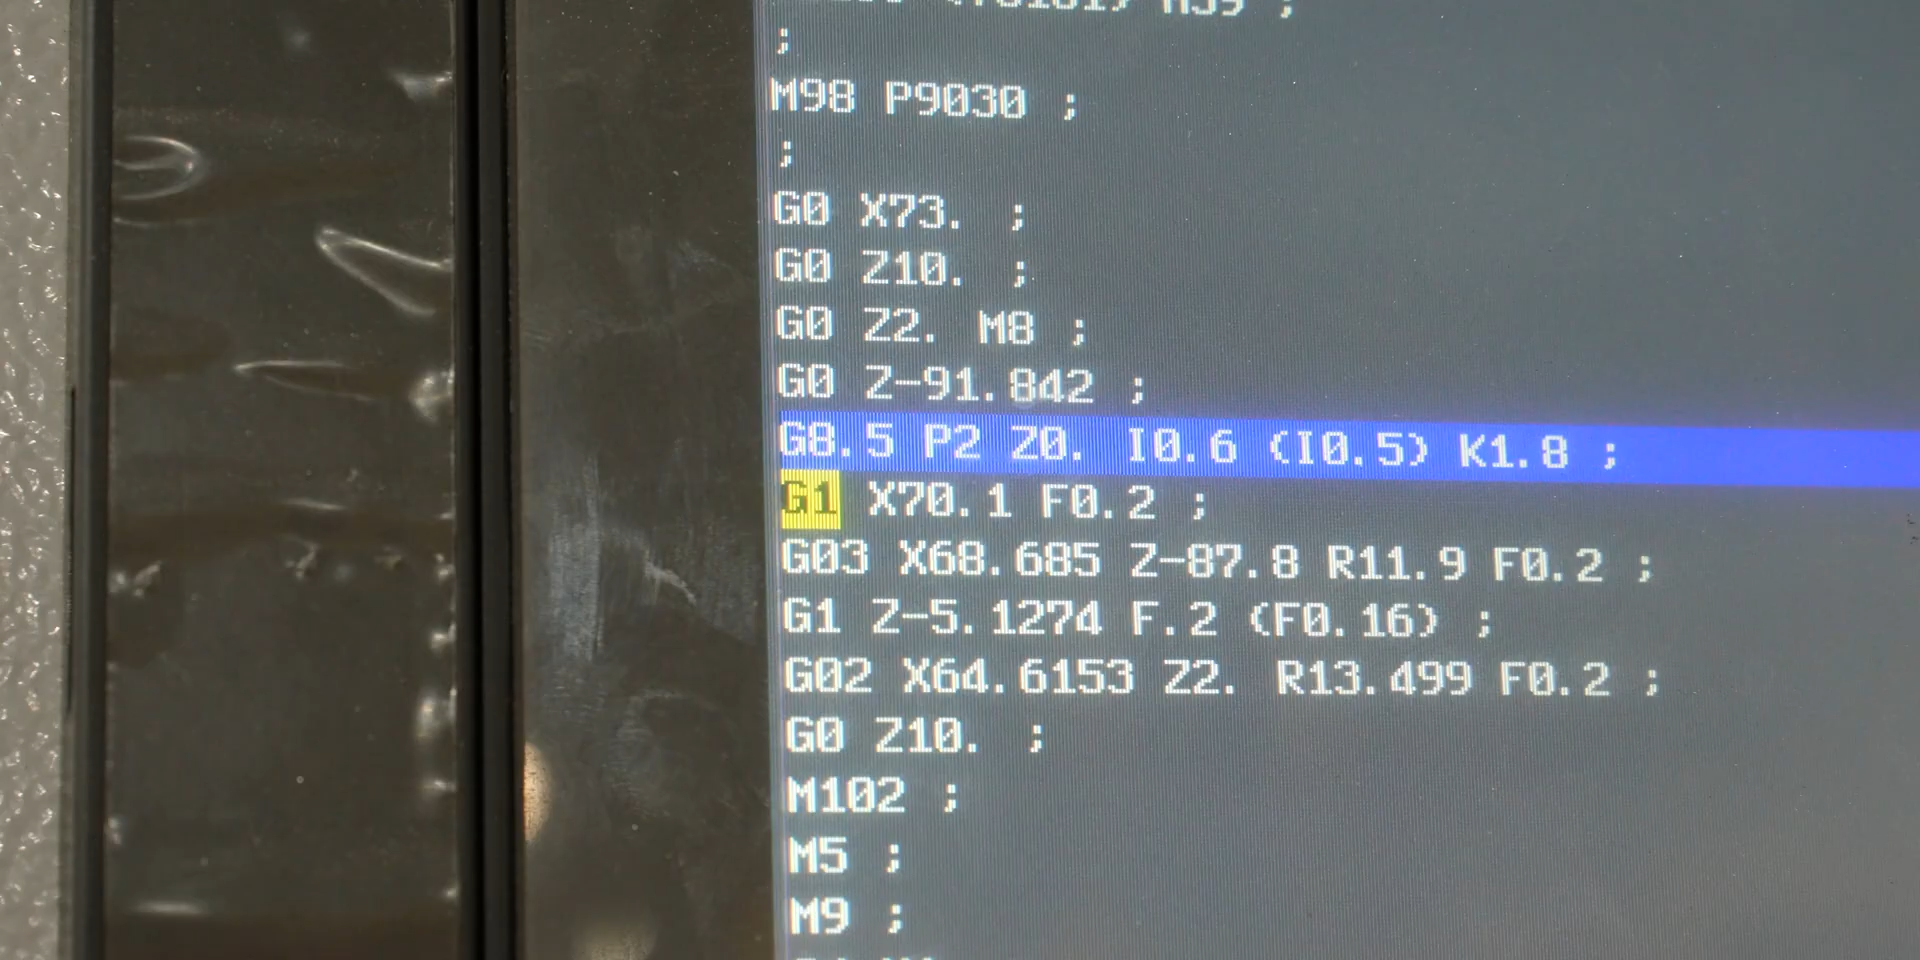 ;
M98 P9030 ;
;
G0 X73. ;
G0 Z10. ;
G0 Z2. M8 ;
G0 Z-91.842 ;
G8.5 P2 Z0. I0.6 (I0.5) K1.8 ;
G1 X70.1 F0.2 ;
G03 X68.685 Z-87.8 R11.9 F0.2 ;
G1 Z-5.1274 F.2 (F0.16) ;
G02 X64.6153 Z2. R13.499 F0.2 ;
G0 Z10. ;
M102 ;
M5 ;
M9 ;